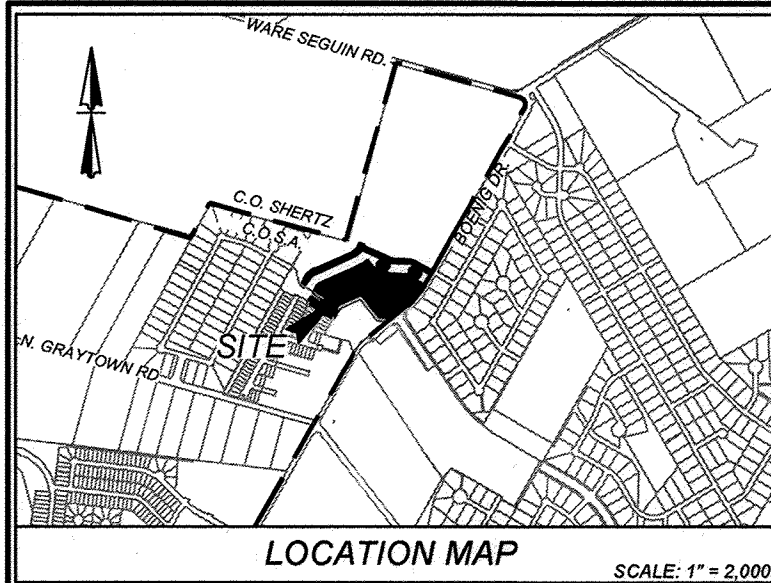 WARE SEGUIN RD.
BOENIG DR.
C.O. SHERTZ
C.O.S.A.
SITE
N. GRAYTOWN RD
LOCATION MAP
SCALE: 1" = 2,000